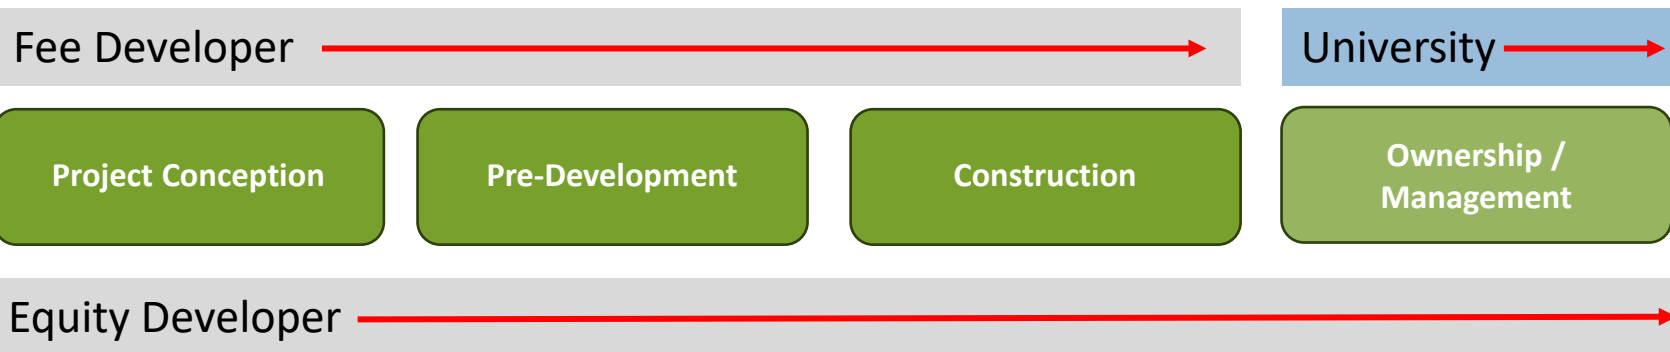 Fee Developer
University
Project Conception
Pre-Development
Construction
Ownership /
Management
Equity Developer